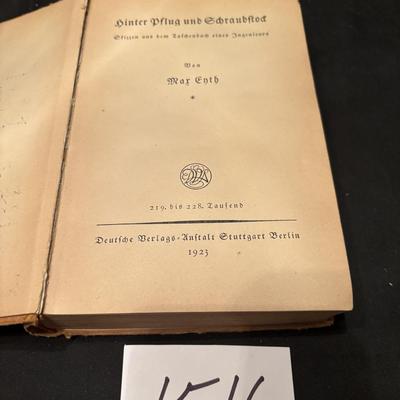 Hinter Pflug und Schraubstock
Skizzen aus dem Taschenbuch eines Ingenieurs
Von
Max Eyth
*
DVA
219. bis 228. Tausend
Deutsche Verlags-Anstalt Stuttgart Berlin
1923